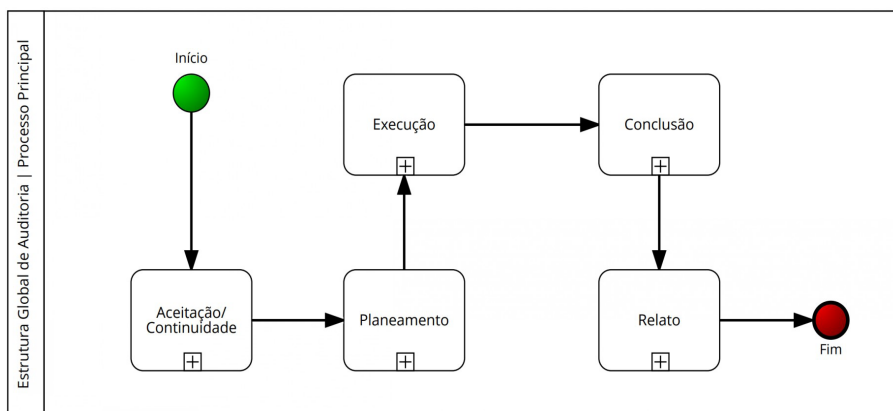 Estrutura Global de Auditoria | Processo Principal
Início
Aceitação/
Continuidade
Planeamento
Execução
Conclusão
Relato
Fim